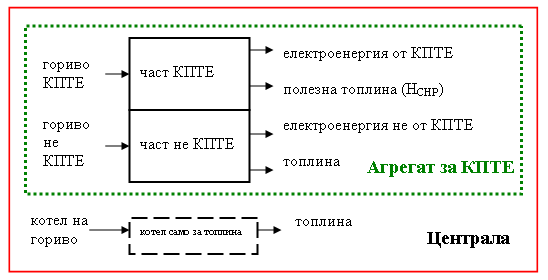 гориво
КПТЕ
част КПТЕ
електроенергия от КПТЕ
полезна топлина (HCHP)
гориво
не
КПТЕ
част не КПТЕ
електроенергия не от КПТЕ
топлина
Агрегат за КПТЕ
котел на
гориво
котел само за топлина
топлина
Централа